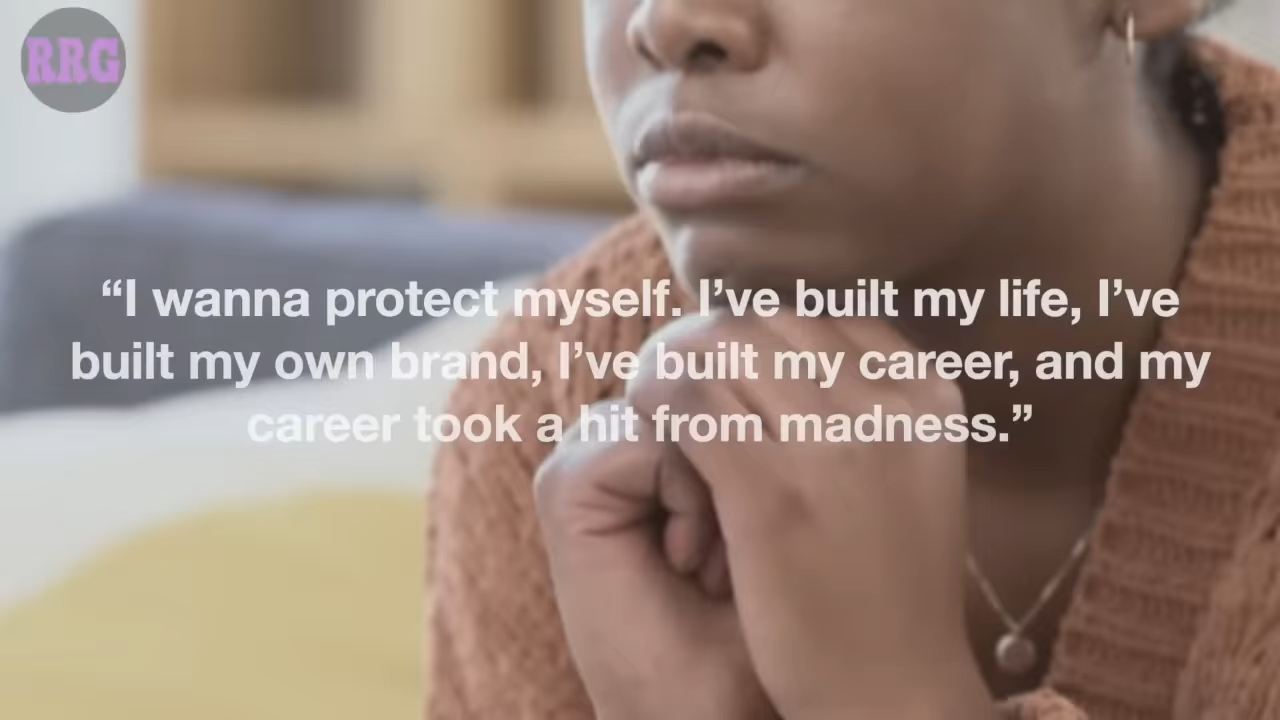 RRG
“I wanna protect myself. I’ve built my life, I’ve
built my own brand, I’ve built my career, and my
career took a hit from madness.”